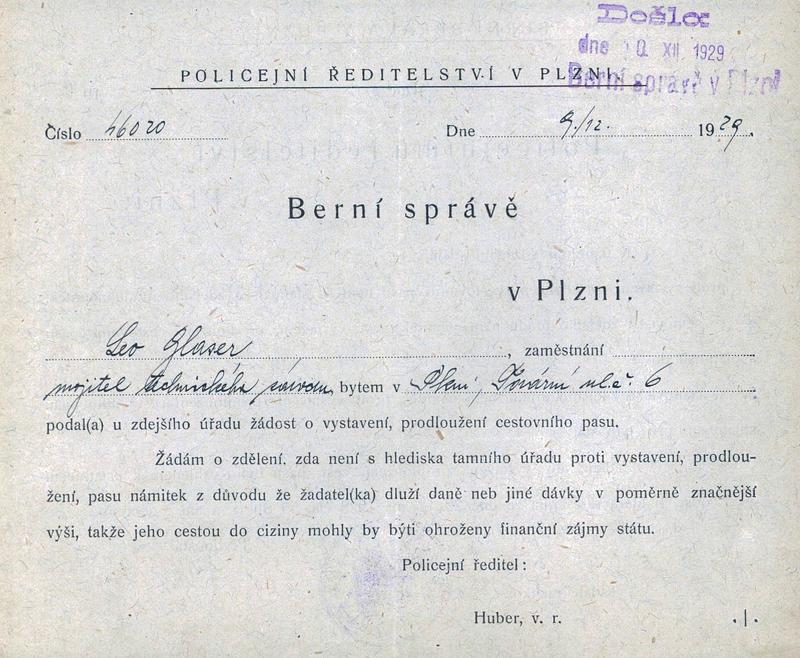 Došlo
dne 10. XII 1929
Berní správě v Plzni
POLICEJNÍ ŘEDITELSTVÍ V PLZNI.
Číslo 46020 Dne 9./12. 1929.
Berní správě
v Plzni.
Leo Glaser, zaměstnání
majitel technického závodu, bytem v Plzni, Tovární ul. č. 6
podal(a) u zdejšího úřadu žádost o vystavení, prodloužení cestovního pasu.
Žádám o zdělení. zda není s hlediska tamního úřadu proti vystavení, prodlou-
žení, pasu námitek z důvodu že žadatel(ka) dluží daně neb jiné dávky v poměrně značnější
výši, takže jeho cestou do ciziny mohly by býti ohroženy finanční zájmy státu.
Policejní ředitel:
Huber, v. r. ./.